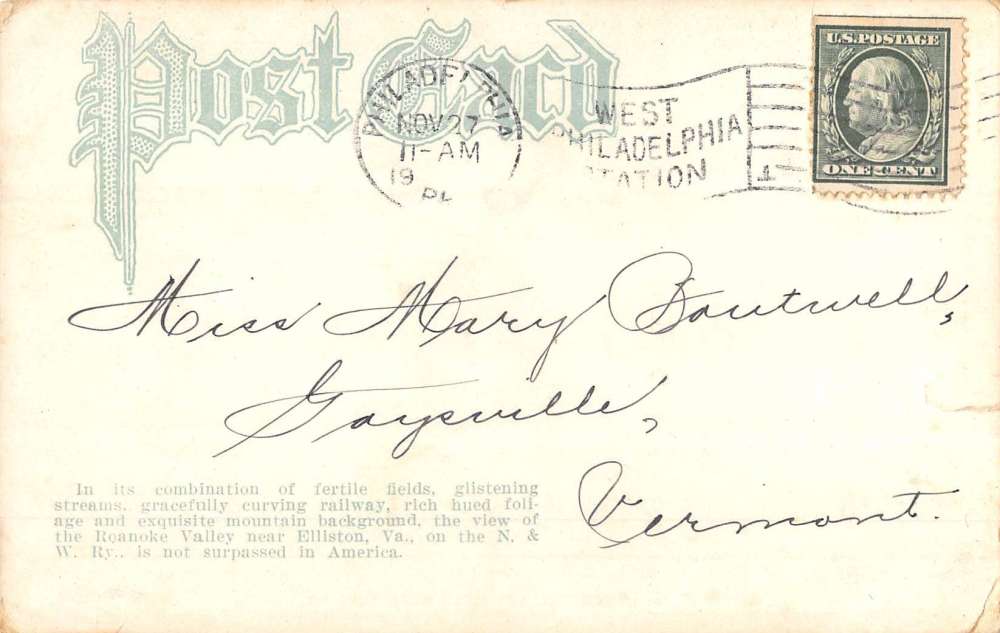 Post Card
PHILADELPHIA
NOV 27
11-AM
19
PA
WEST
PHILADELPHIA
STATION
U.S. POSTAGE
ONE CENT
Miss Mary Boutwell,
Gaysville,
Vermont.
In its combination of fertile fields, glistening
streams, gracefully curving railway, rich hued foli-
age and exquisite mountain background, the view of
the Roanoke Valley near Elliston, Va., on the N. &
W. Ry., is not surpassed in America.